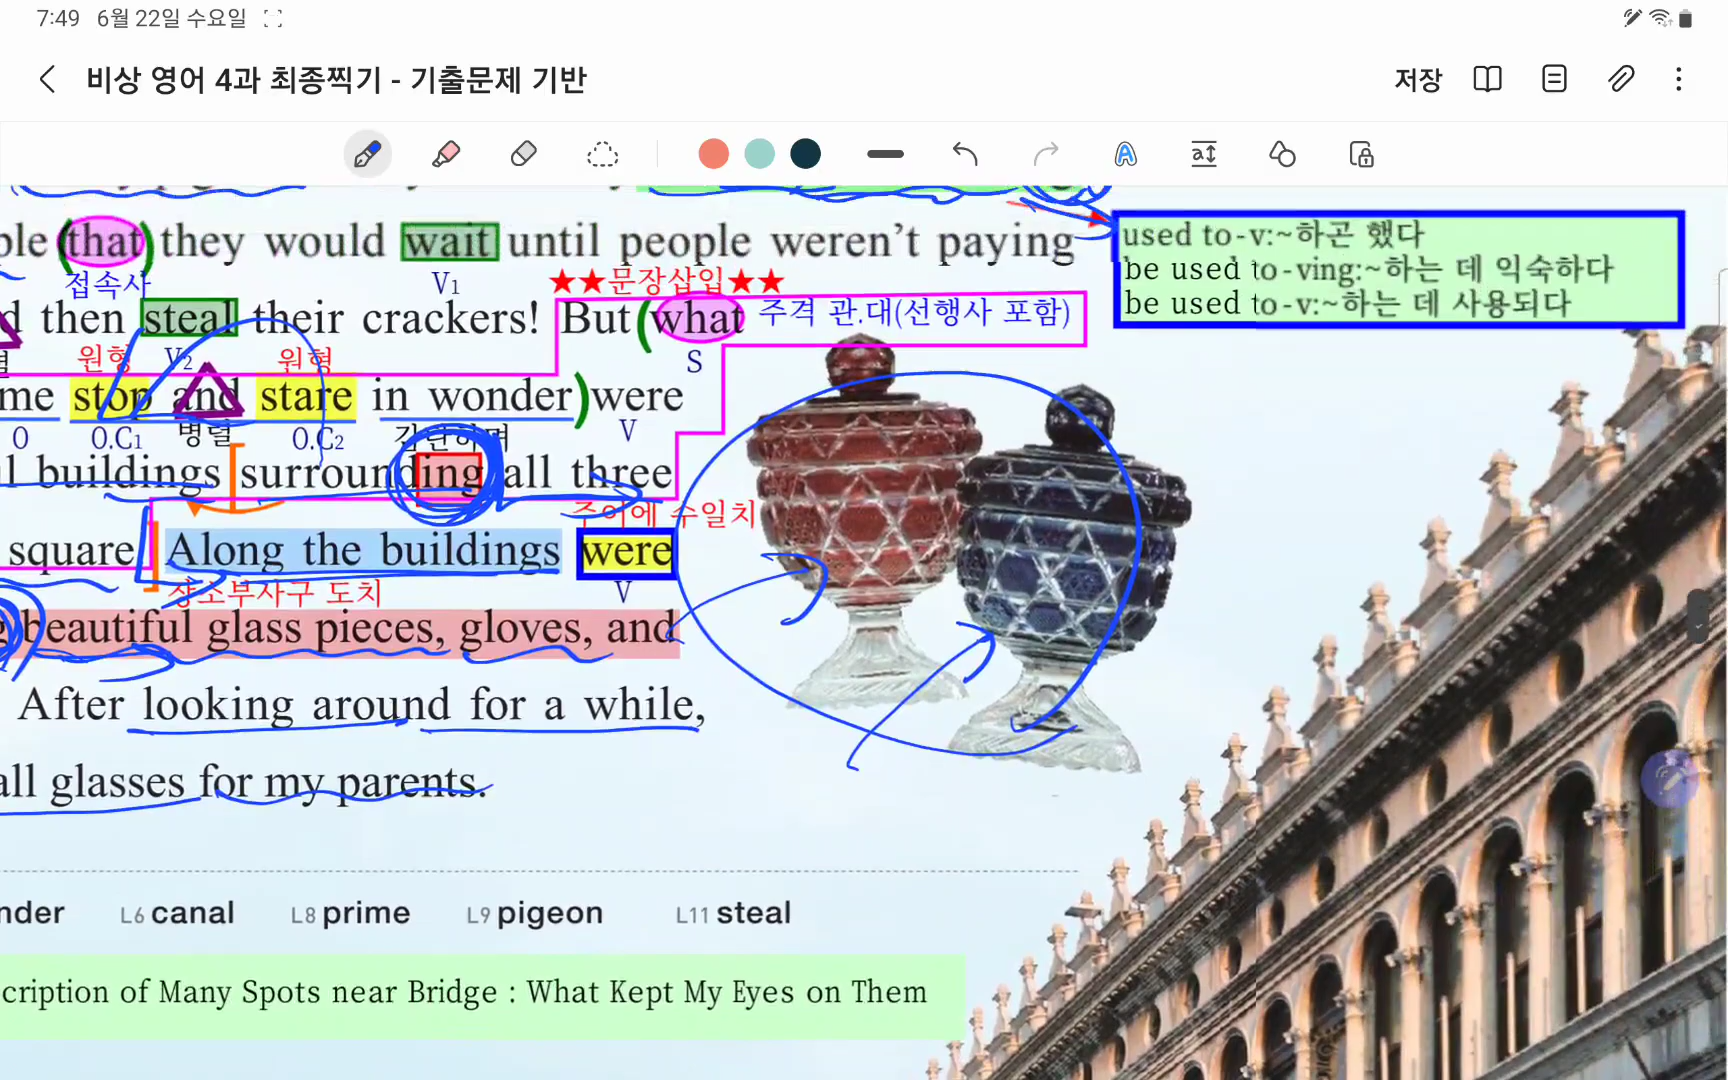 7:49 6월 22일 수요일
비상 영어 4과 최종찍기 - 기출문제 기반
저장
ple (that) they would wait until people weren't paying
접속사 V1 ★★문장삽입★★
d then steal their crackers! But (what 주격 관.대(선행사 포함)
원형 V2 원형 S
me stop and stare in wonder) were
O O.C1 병렬 O.C2 감탄하며 V
l buildings surrounding all three
주어에 수일치
square Along the buildings were
장소부사구 도치 V
g beautiful glass pieces, gloves, and
After looking around for a while,
all glasses for my parents.
used to-v:~하곤 했다
be used to-ving:~하는 데 익숙하다
be used to-v:~하는 데 사용되다
nder L6 canal L8 prime L9 pigeon L11 steal
cription of Many Spots near Bridge : What Kept My Eyes on Them